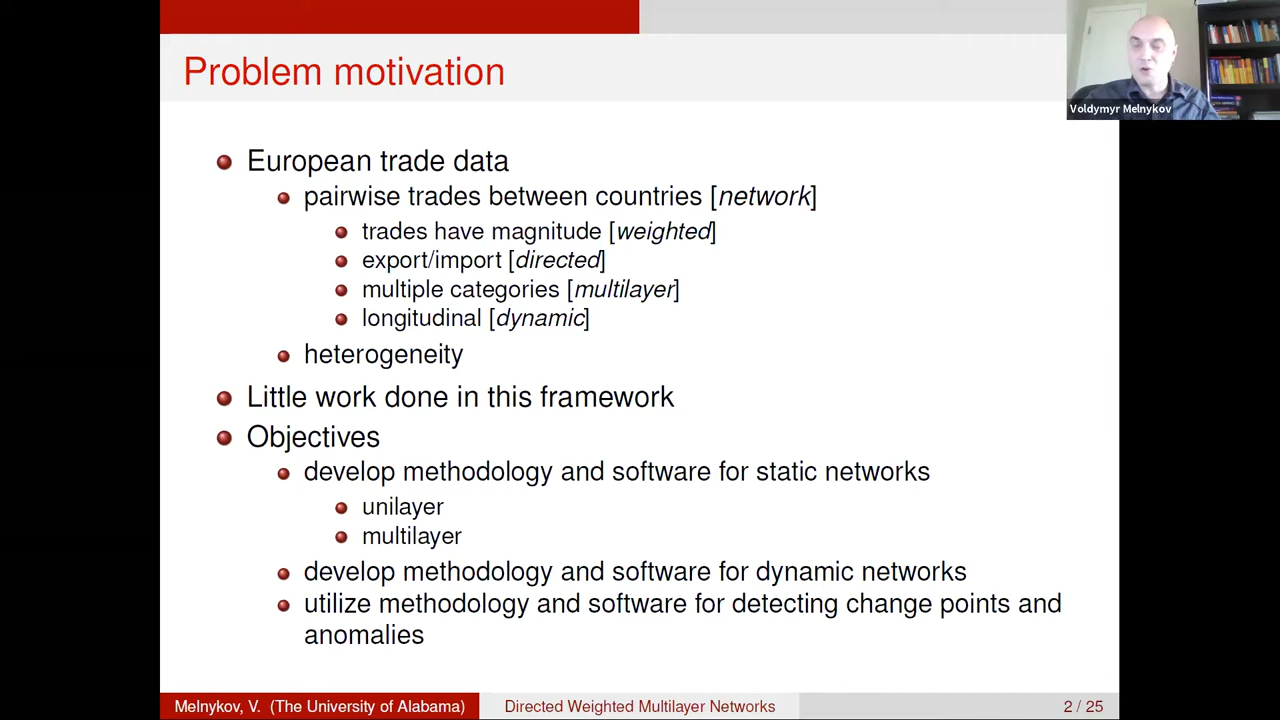 Problem motivation
Voldymyr Melnykov
European trade data
pairwise trades between countries [network]
trades have magnitude [weighted]
export/import [directed]
multiple categories [multilayer]
longitudinal [dynamic]
heterogeneity
Little work done in this framework
Objectives
develop methodology and software for static networks
unilayer
multilayer
develop methodology and software for dynamic networks
utilize methodology and software for detecting change points and
anomalies
Melnykov, V. (The University of Alabama)
Directed Weighted Multilayer Networks
2 / 25